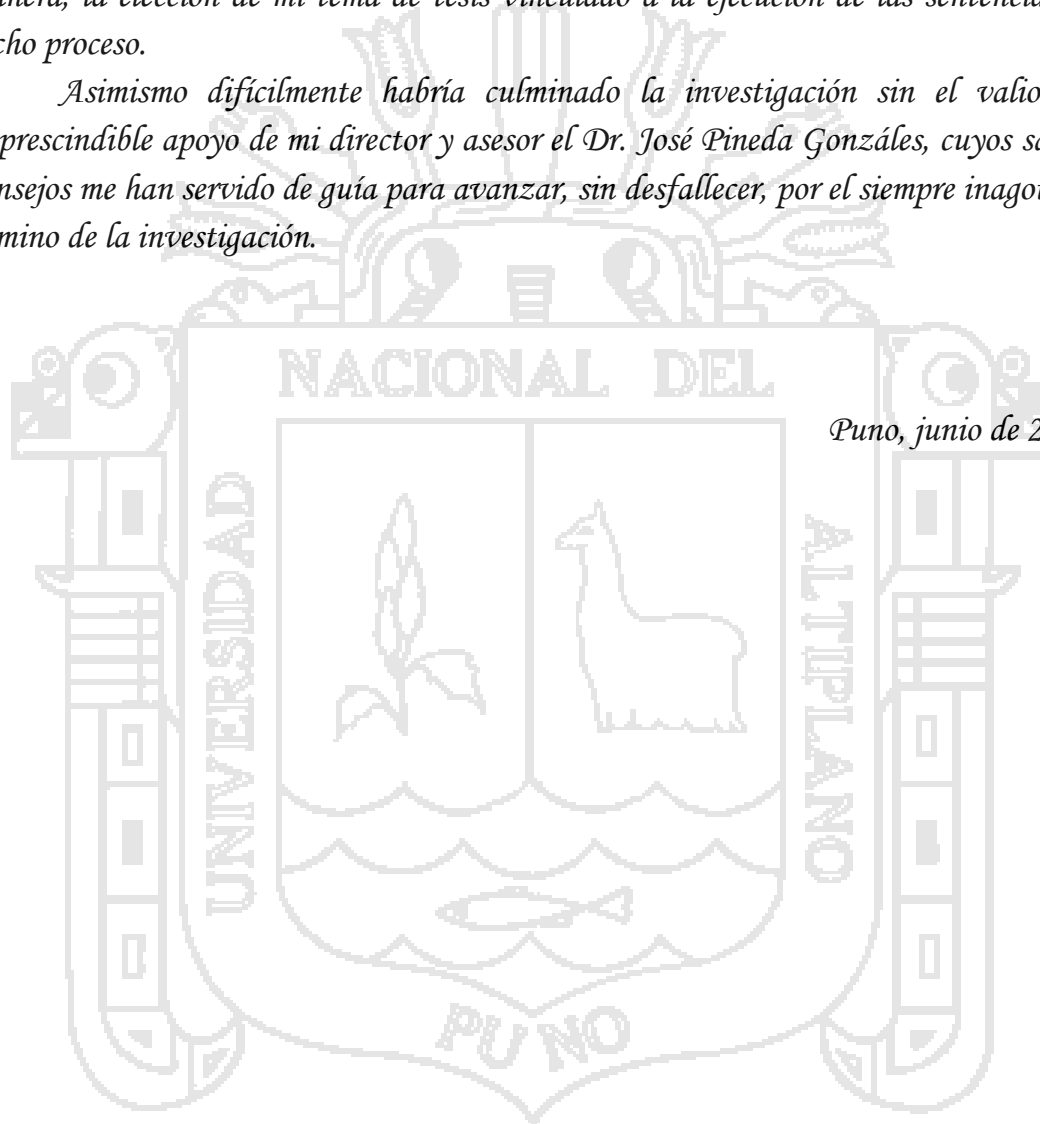 nera, la elección de mi tema de tesis vinculado a la ejecución de las sentencia
cho proceso.
Asimismo difícilmente habría culminado la investigación sin el valio
prescindible apoyo de mi director y asesor el Dr. José Pineda Gonzáles, cuyos sa
nsejos me han servido de guía para avanzar, sin desfallecer, por el siempre inago
mino de la investigación.
NACIONAL DEL
Puno, junio de 2
UNIVERSIDAD
ALTIPLANO
PUNO